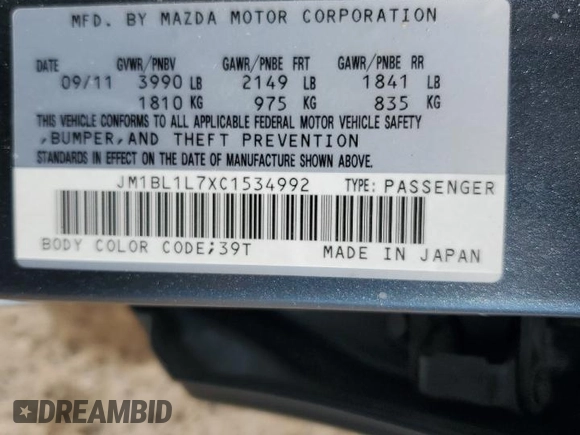 MFD. BY MAZDA MOTOR CORPORATION
DATE GVWR/PNBV GAWR/PNBE FRT GAWR/PNBE RR
09/11 3990 LB 2149 LB 1841 LB
1810 KG 975 KG 835 KG
THIS VEHICLE CONFORMS TO ALL APPLICABLE FEDERAL MOTOR VEHICLE SAFETY
,BUMPER,AND THEFT PREVENTION
STANDARDS IN EFFECT ON THE DATE OF MANUFACTURE SHOWN ABOVE.
JM1BL1L7XC1534992 TYPE: PASSENGER
BODY COLOR CODE;39T MADE IN JAPAN
DREAMBID